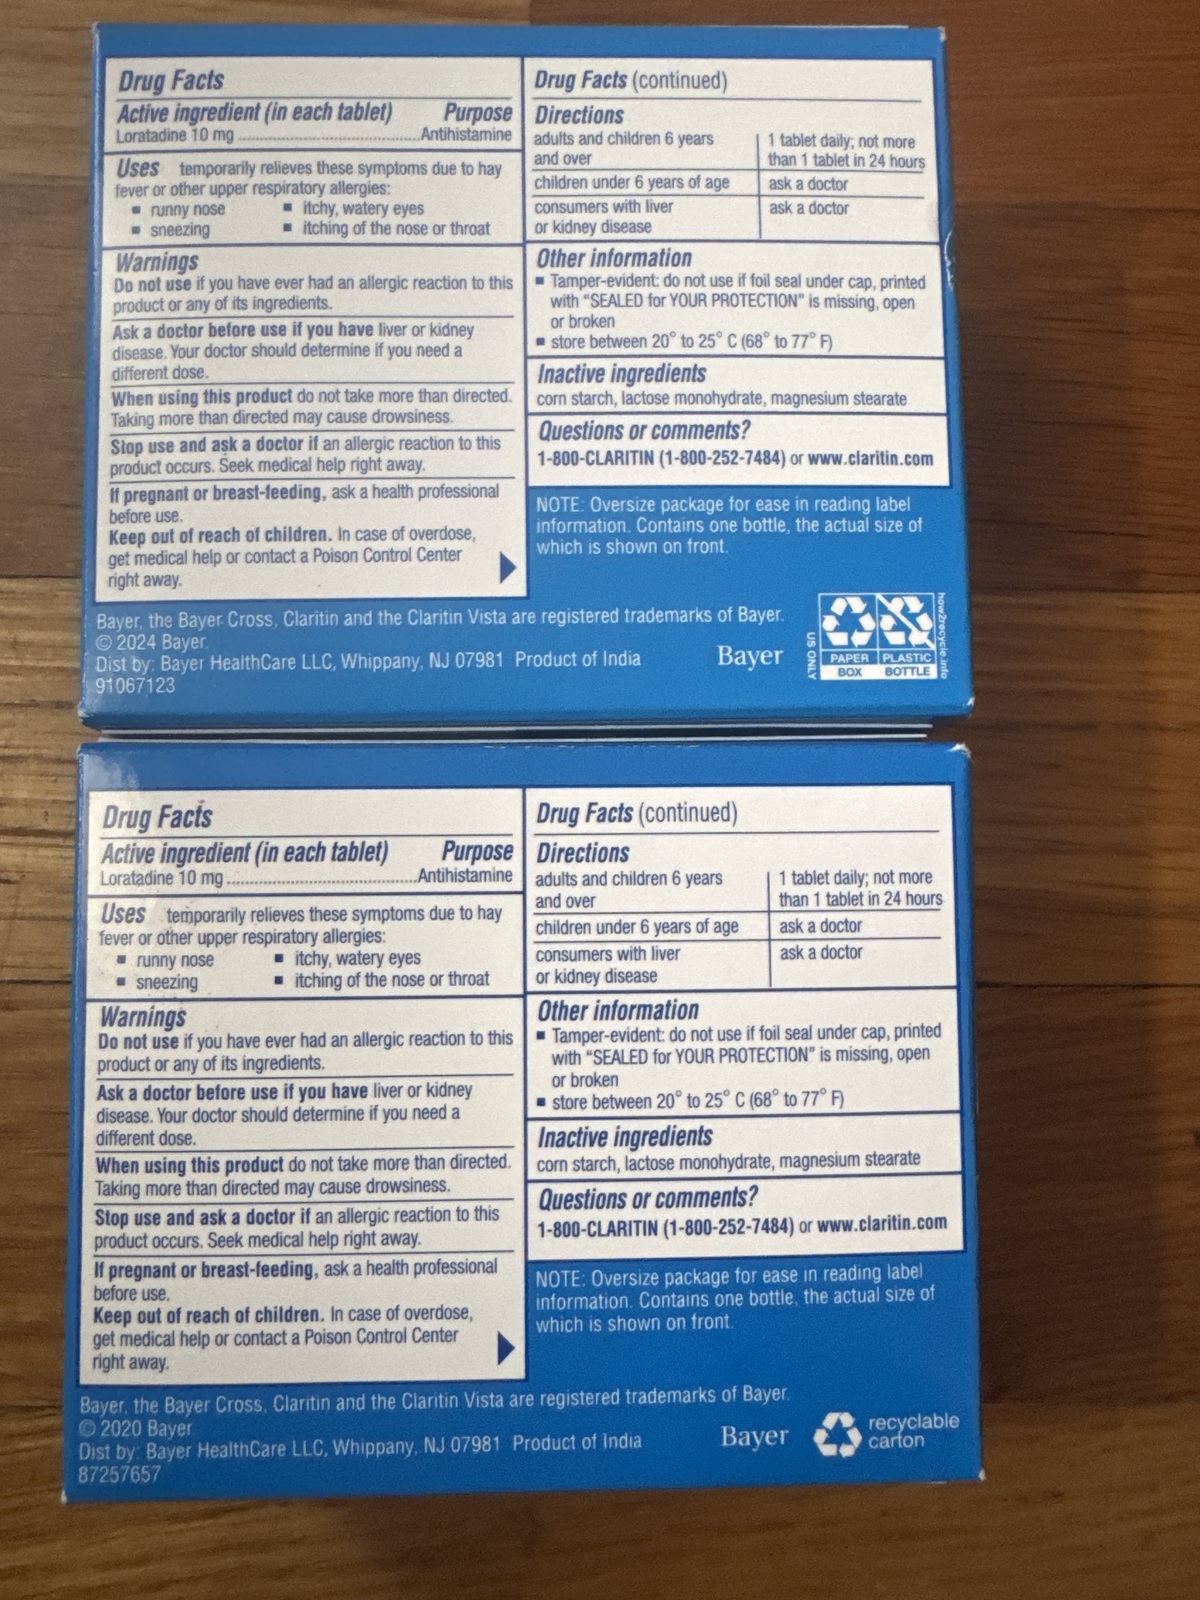 Drug Facts
Active ingredient (in each tablet) Purpose
Loratadine 10 mg ........................................Antihistamine
Uses temporarily relieves these symptoms due to hay
fever or other upper respiratory allergies:
■ runny nose ■ itchy, watery eyes
■ sneezing ■ itching of the nose or throat
Warnings
Do not use if you have ever had an allergic reaction to this
product or any of its ingredients.
Ask a doctor before use if you have liver or kidney
disease. Your doctor should determine if you need a
different dose.
When using this product do not take more than directed.
Taking more than directed may cause drowsiness.
Stop use and ask a doctor if an allergic reaction to this
product occurs. Seek medical help right away.
If pregnant or breast-feeding, ask a health professional
before use.
Keep out of reach of children. In case of overdose,
get medical help or contact a Poison Control Center
right away.
Drug Facts (continued)
Directions
adults and children 6 years 1 tablet daily; not more
and over than 1 tablet in 24 hours
children under 6 years of age ask a doctor
consumers with liver ask a doctor
or kidney disease
Other information
■ Tamper-evident: do not use if foil seal under cap, printed
with “SEALED for YOUR PROTECTION” is missing, open
or broken
■ store between 20° to 25° C (68° to 77° F)
Inactive ingredients
corn starch, lactose monohydrate, magnesium stearate
Questions or comments?
1-800-CLARITIN (1-800-252-7484) or www.claritin.com
NOTE: Oversize package for ease in reading label
information. Contains one bottle, the actual size of
which is shown on front.
Bayer, the Bayer Cross, Claritin and the Claritin Vista are registered trademarks of Bayer.
© 2024 Bayer
Dist by: Bayer HealthCare LLC, Whippany, NJ 07981 Product of India
91067123
Bayer
US ONLY
PAPER PLASTIC
BOX BOTTLE
how2recycle.info
Drug Facts
Active ingredient (in each tablet) Purpose
Loratadine 10 mg ........................................Antihistamine
Uses temporarily relieves these symptoms due to hay
fever or other upper respiratory allergies:
■ runny nose ■ itchy, watery eyes
■ sneezing ■ itching of the nose or throat
Warnings
Do not use if you have ever had an allergic reaction to this
product or any of its ingredients.
Ask a doctor before use if you have liver or kidney
disease. Your doctor should determine if you need a
different dose.
When using this product do not take more than directed.
Taking more than directed may cause drowsiness.
Stop use and ask a doctor if an allergic reaction to this
product occurs. Seek medical help right away.
If pregnant or breast-feeding, ask a health professional
before use.
Keep out of reach of children. In case of overdose,
get medical help or contact a Poison Control Center
right away.
Drug Facts (continued)
Directions
adults and children 6 years 1 tablet daily; not more
and over than 1 tablet in 24 hours
children under 6 years of age ask a doctor
consumers with liver ask a doctor
or kidney disease
Other information
■ Tamper-evident: do not use if foil seal under cap, printed
with “SEALED for YOUR PROTECTION” is missing, open
or broken
■ store between 20° to 25° C (68° to 77° F)
Inactive ingredients
corn starch, lactose monohydrate, magnesium stearate
Questions or comments?
1-800-CLARITIN (1-800-252-7484) or www.claritin.com
NOTE: Oversize package for ease in reading label
information. Contains one bottle, the actual size of
which is shown on front.
Bayer, the Bayer Cross, Claritin and the Claritin Vista are registered trademarks of Bayer.
© 2020 Bayer
Dist by: Bayer HealthCare LLC, Whippany, NJ 07981 Product of India
87257657
Bayer
recyclable
carton